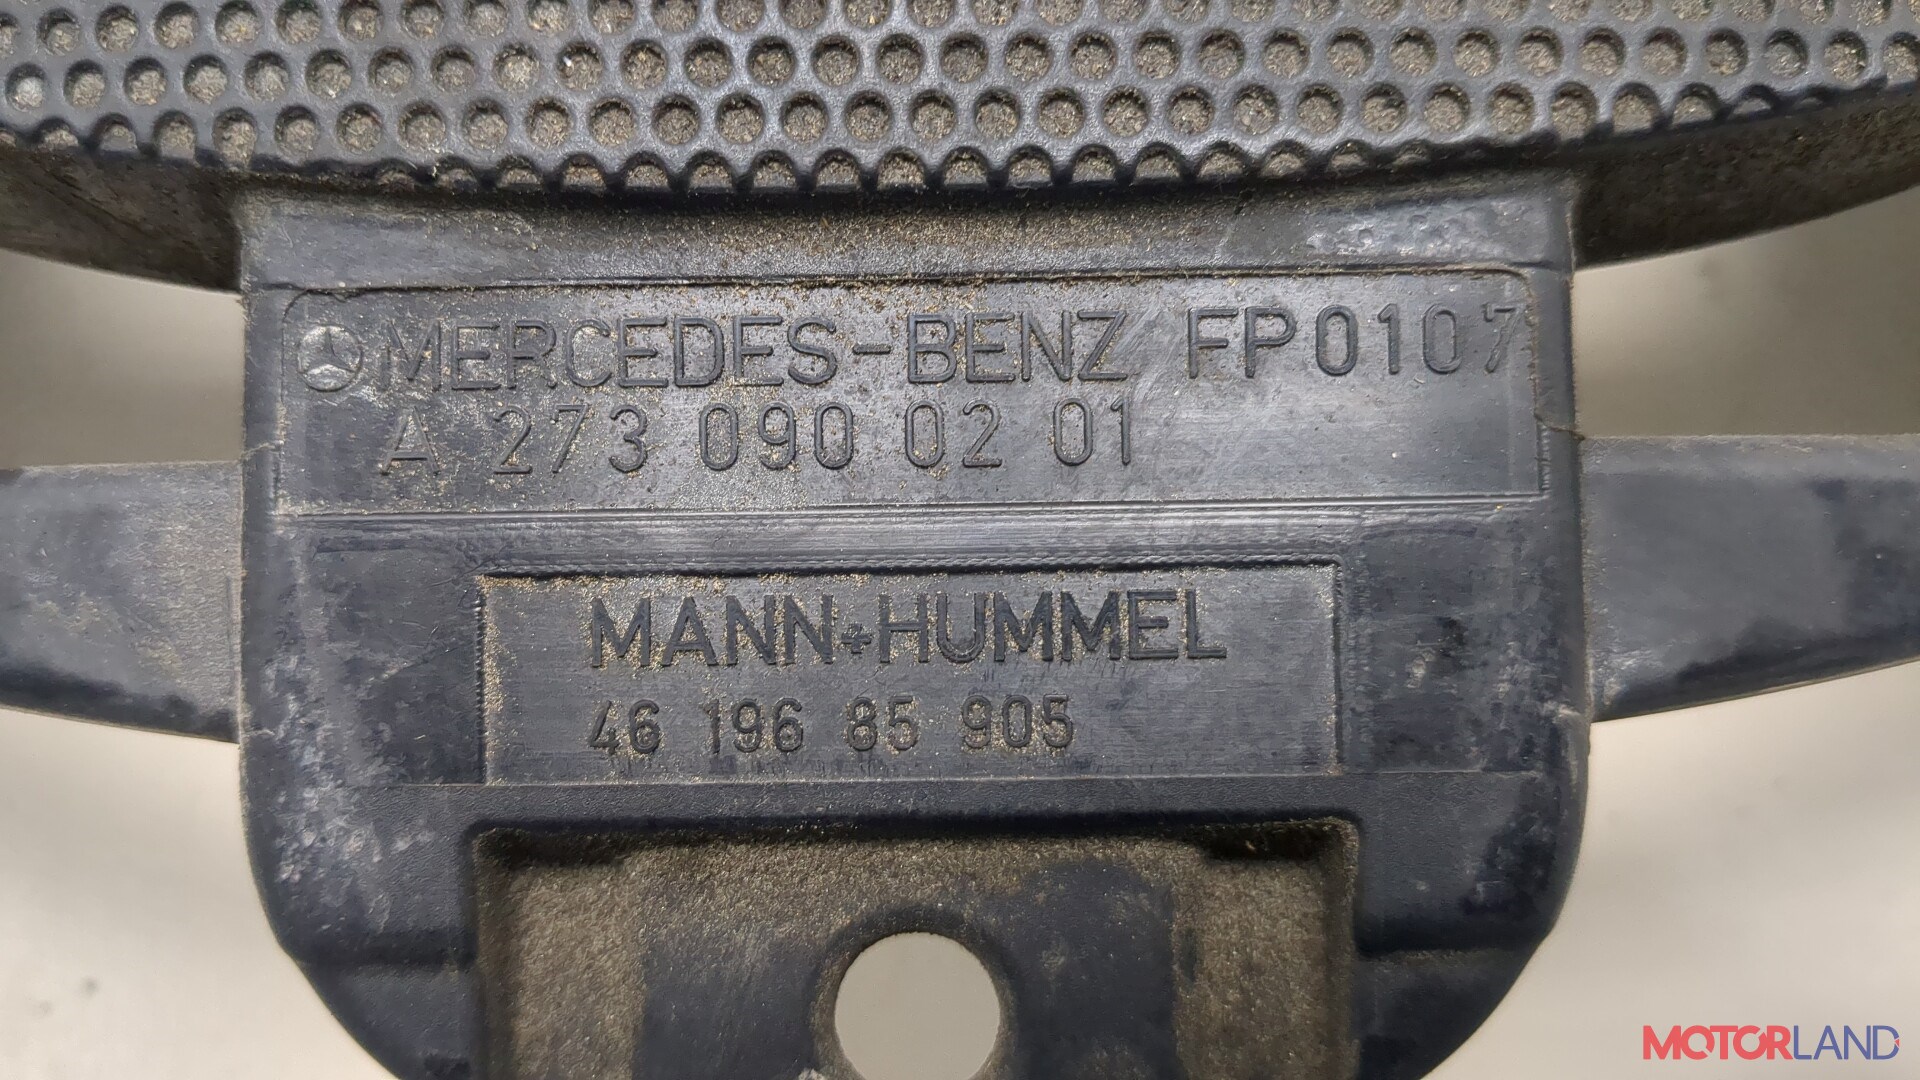 MERCEDES-BENZ FP0107
A 273 090 02 01
MANN+HUMMEL
46 196 85 905
MOTORLAND